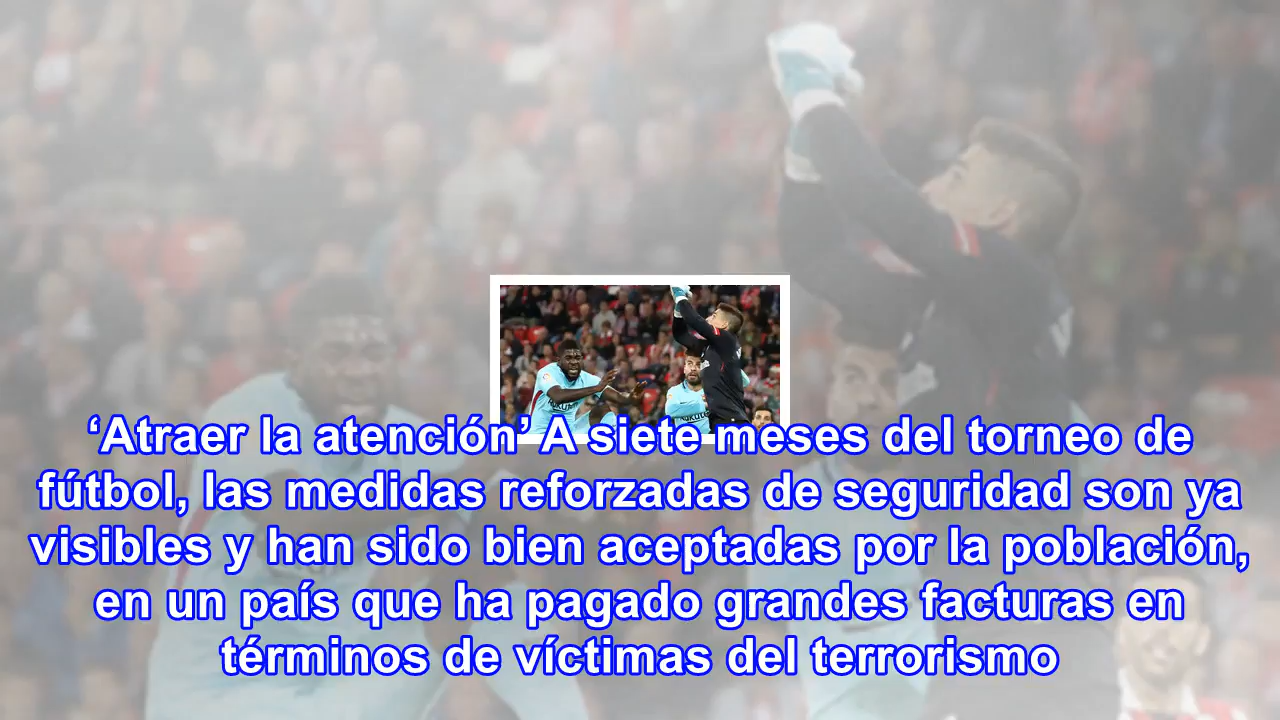 ‘Atraer la atención’ A siete meses del torneo de
fútbol, las medidas reforzadas de seguridad son ya
visibles y han sido bien aceptadas por la población,
en un país que ha pagado grandes facturas en
términos de víctimas del terrorismo